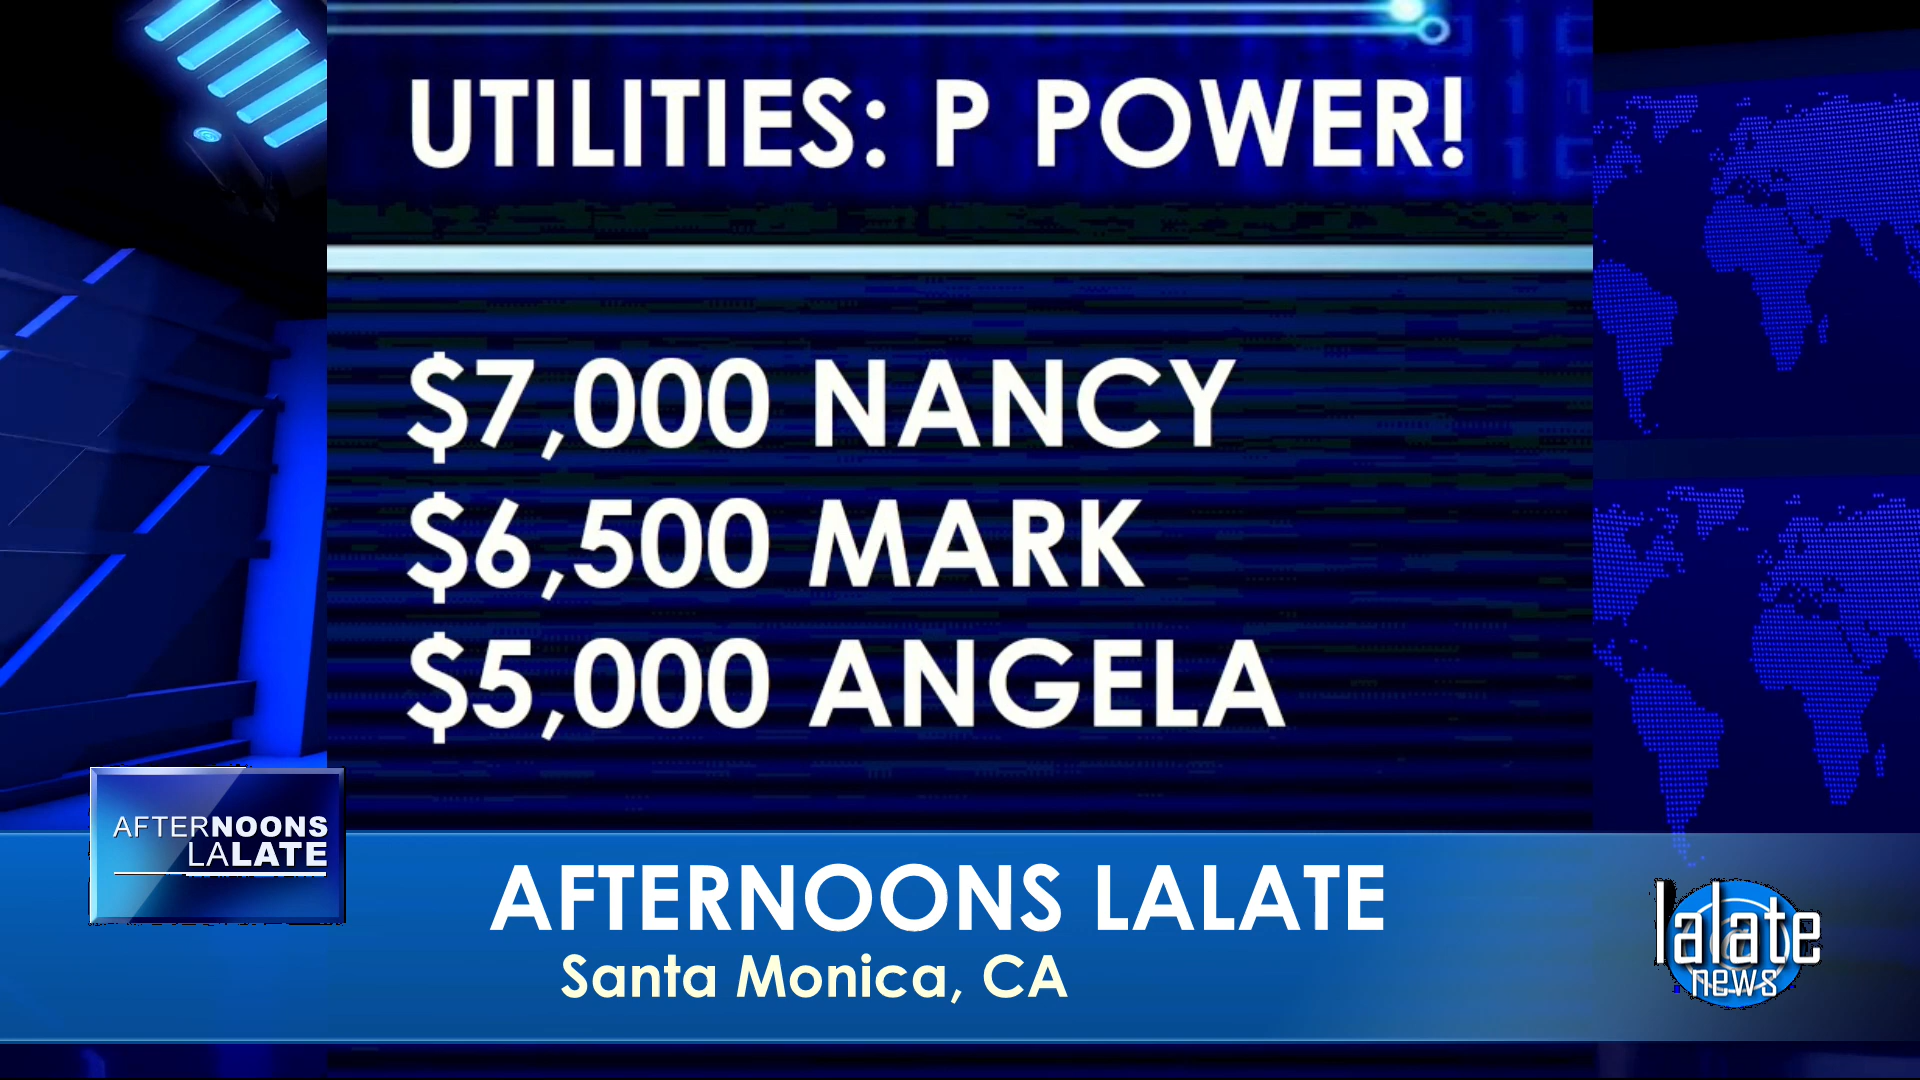 UTILITIES: P POWER!
$7,000 NANCY
$6,500 MARK
$5,000 ANGELA
AFTERNOONS
LALATE
AFTERNOONS LALATE
Santa Monica, CA
lalate
news